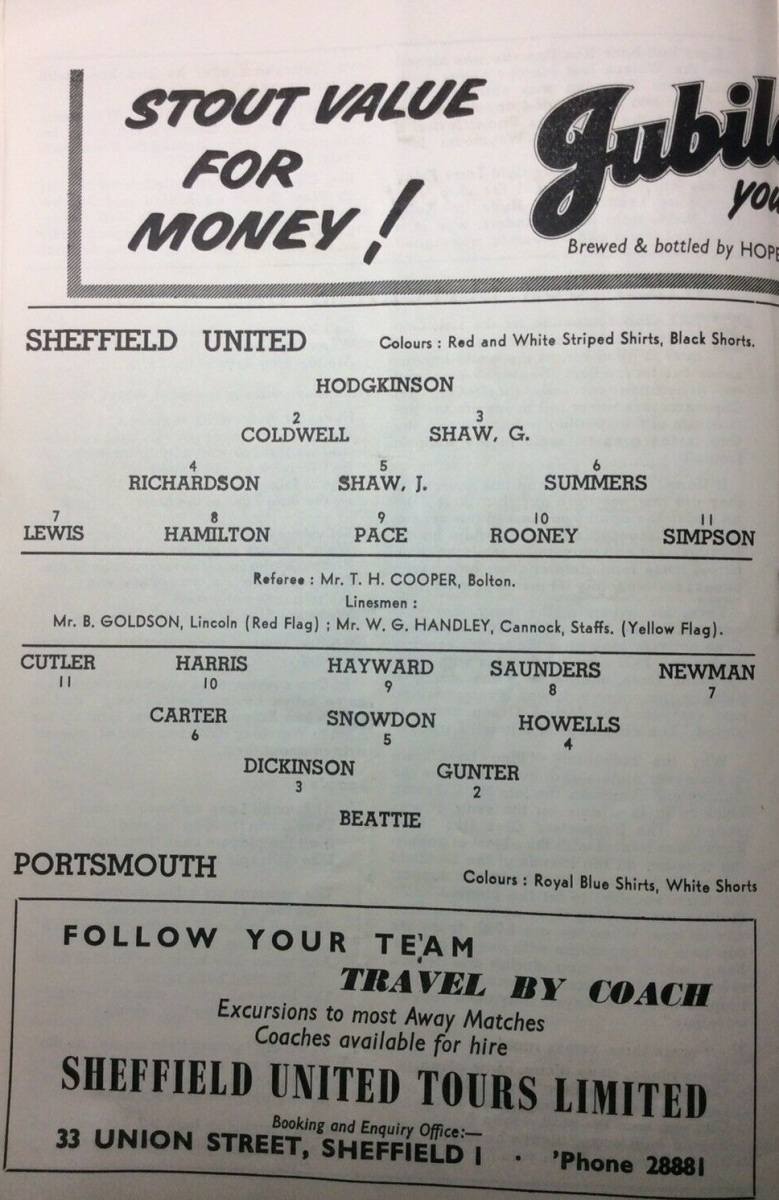 STOUT VALUE
FOR
MONEY!
Brewed & bottled by
SHEFFIELD UNITED Colours : Red and White Striped Shirts, Black Shorts.
HODGKINSON
2 3
COLDWELL SHAW, G.
4 5 6
RICHARDSON SHAW, J. SUMMERS
7 8 9 10 11
LEWIS HAMILTON PACE ROONEY SIMPSON
Referee : Mr. T. H. COOPER, Bolton.
Linesmen :
Mr. B. GOLDSON, Lincoln (Red Flag) ; Mr. W. G. HANDLEY, Cannock, Staffs. (Yellow Flag).
CUTLER HARRIS HAYWARD SAUNDERS NEWMAN
11 10 9 8 7
CARTER SNOWDON HOWELLS
6 5 4
DICKINSON GUNTER
3 2
BEATTIE
PORTSMOUTH Colours : Royal Blue Shirts, White Shorts
FOLLOW YOUR TEAM
TRAVEL BY COACH
Excursions to most Away Matches
Coaches available for hire
SHEFFIELD UNITED TOURS LIMITED
Booking and Enquiry Office:—
33 UNION STREET, SHEFFIELD 1 · 'Phone 28881